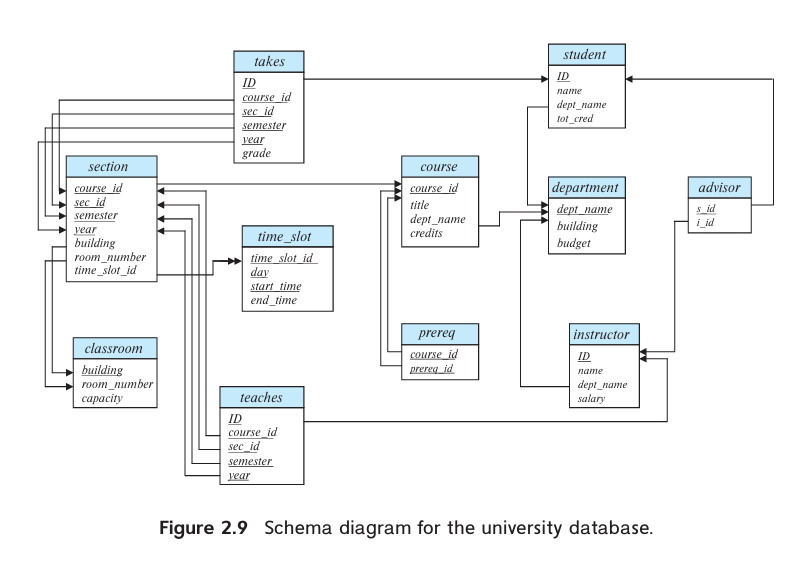 takes
ID
course_id
sec_id
semester
year
grade
student
ID
name
dept_name
tot_cred
section
course_id
sec_id
semester
year
building
room_number
time_slot_id
course
course_id
title
dept_name
credits
department
dept_name
building
budget
advisor
s_id
i_id
time_slot
time_slot_id
day
start_time
end_time
prereq
course_id
prereq_id
instructor
ID
name
dept_name
salary
classroom
building
room_number
capacity
teaches
ID
course_id
sec_id
semester
year
Figure 2.9 Schema diagram for the university database.